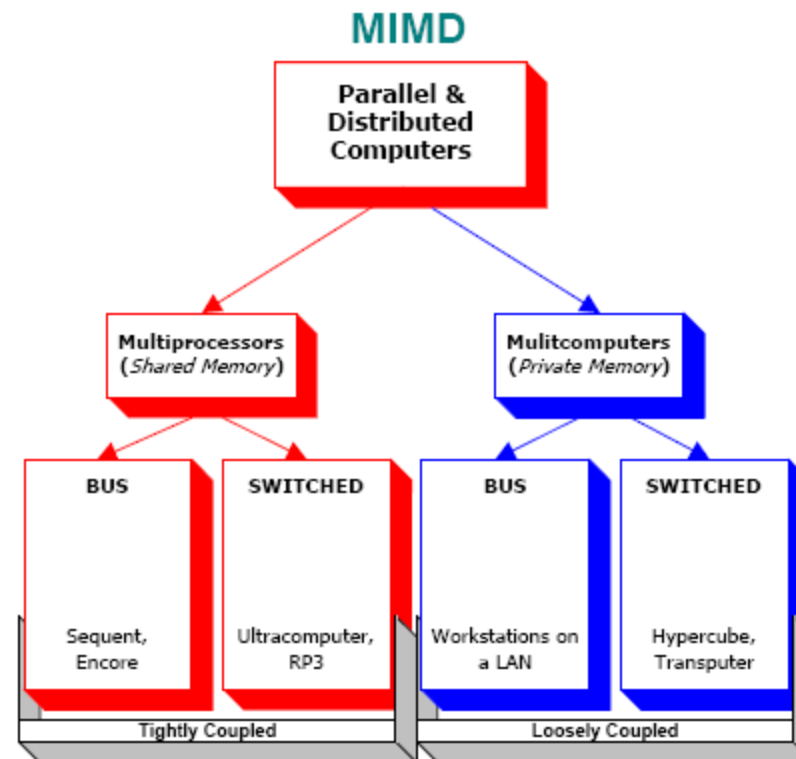 MIMD
Parallel &
Distributed
Computers
Multiprocessors
(Shared Memory)
Mulitcomputers
(Private Memory)
BUS
Sequent,
Encore
SWITCHED
Ultracomputer,
RP3
BUS
Workstations on
a LAN
SWITCHED
Hypercube,
Transputer
Tightly Coupled
Loosely Coupled